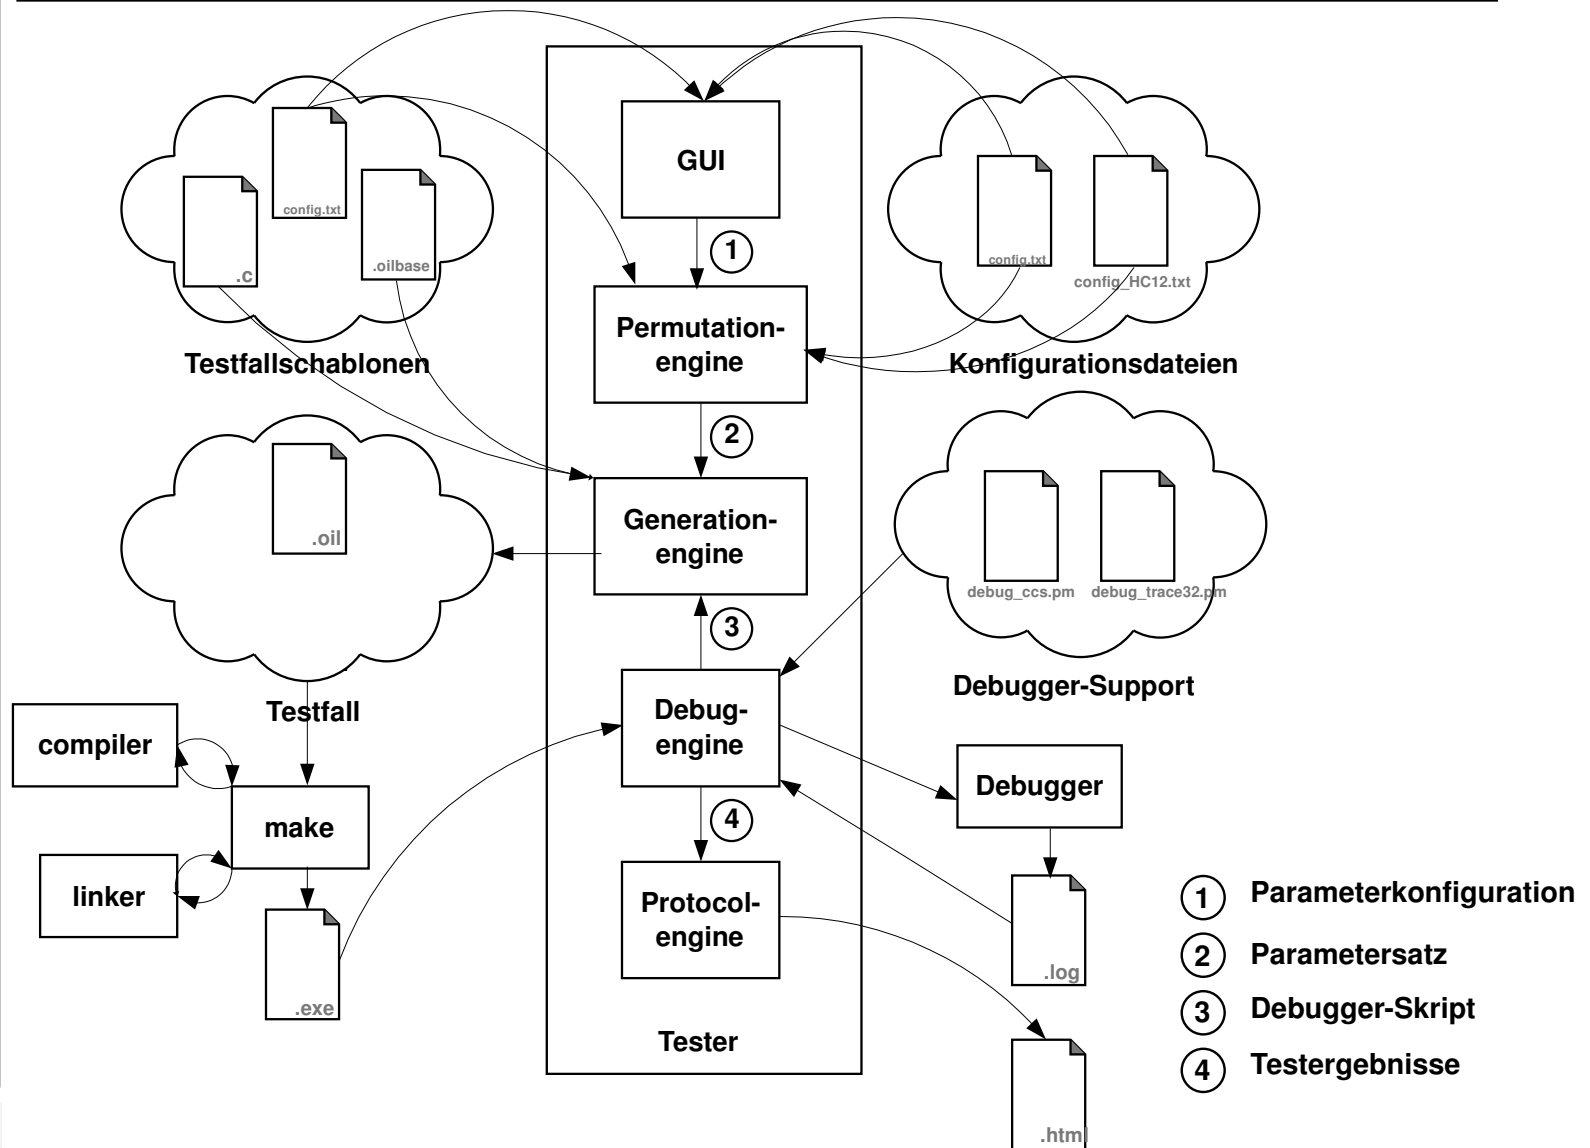 GUI
config.txt
.c
.oilbase
1
config.txt
config_HC12.txt
Permutation-
engine
Testfallschablonen
Konfigurationsdateien
2
.oil
Generation-
engine
debug_ccs.pm
debug_trace32.pm
3
Debugger-Support
Testfall
Debug-
engine
compiler
Debugger
make
4
linker
Protocol-
engine
.log
.exe
Tester
.html
1 Parameterkonfiguration
2 Parametersatz
3 Debugger-Skript
4 Testergebnisse